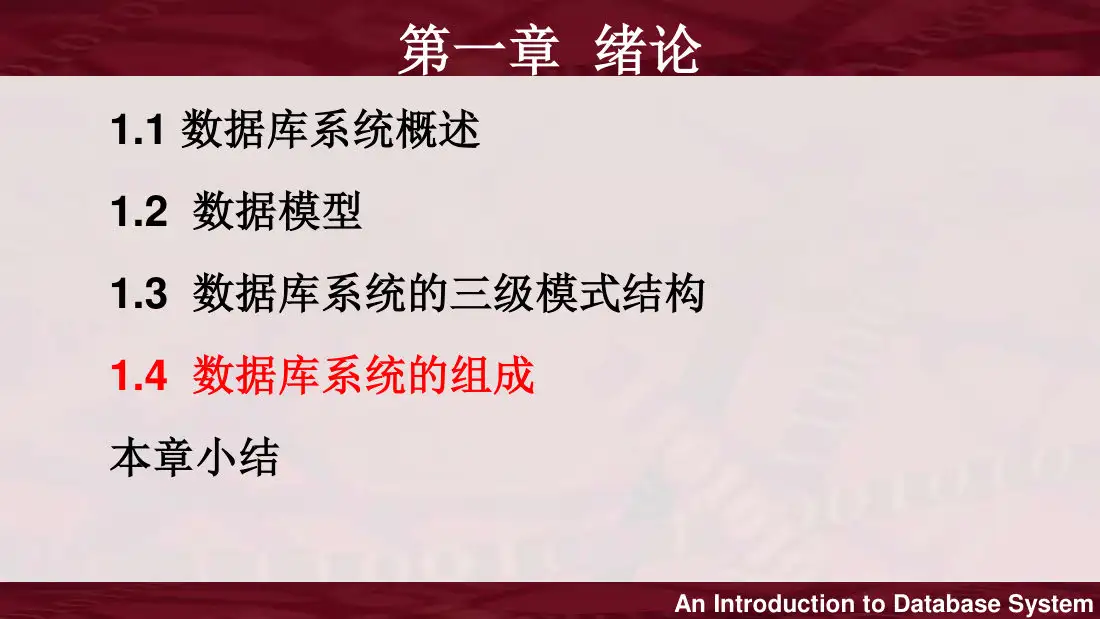 第一章 绪论
1.1 数据库系统概述
1.2 数据模型
1.3 数据库系统的三级模式结构
1.4 数据库系统的组成
本章小结
An Introduction to Database System